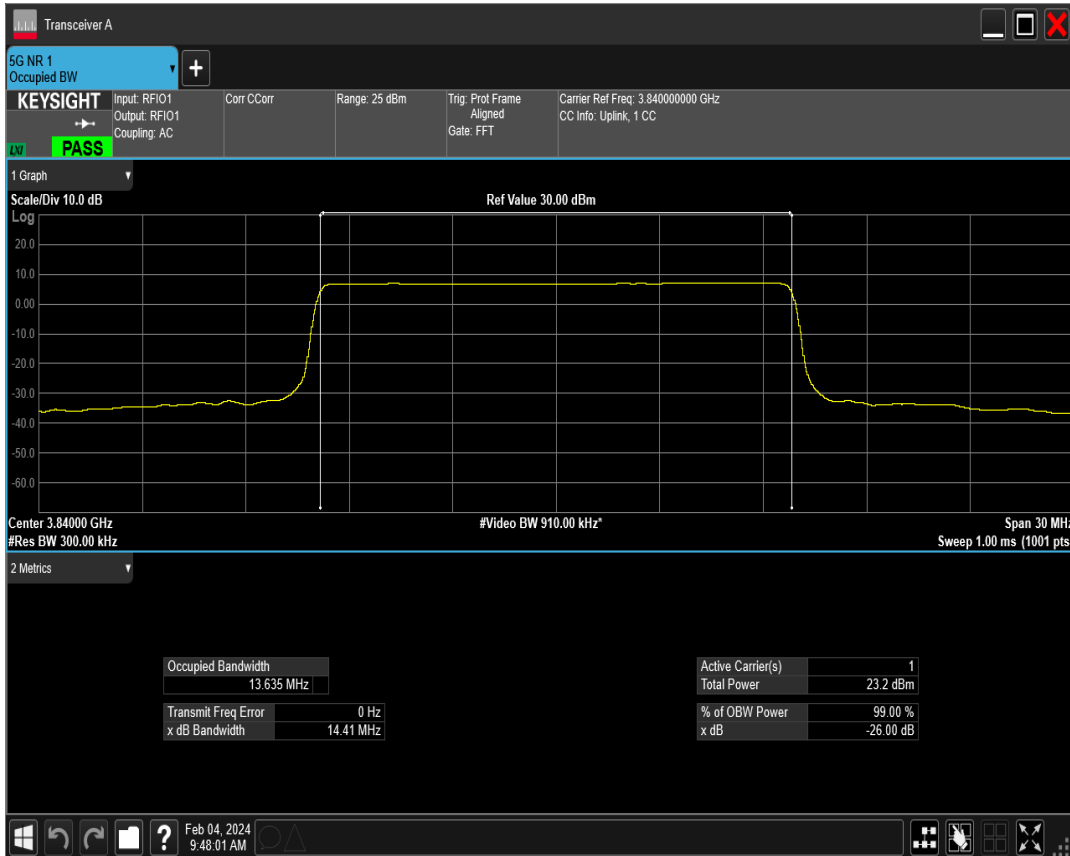 Transceiver A
5G NR 1
Occupied BW
KEYSIGHT
LXI
PASS
Input: RFIO1
Output: RFIO1
Coupling: AC
Corr CCorr
Range: 25 dBm
Trig: Prot Frame
Aligned
Gate: FFT
Carrier Ref Freq: 3.840000000 GHz
CC Info: Uplink, 1 CC
1 Graph
Scale/Div 10.0 dB
Ref Value 30.00 dBm
Log
20.0
10.0
0.00
-10.0
-20.0
-30.0
-40.0
-50.0
-60.0
Center 3.84000 GHz
#Video BW 910.00 kHz*
Span 30 MHz
#Res BW 300.00 kHz
Sweep 1.00 ms (1001 pts
2 Metrics
Occupied Bandwidth
13.635 MHz
Transmit Freq Error 0 Hz
x dB Bandwidth 14.41 MHz
Active Carrier(s) 1
Total Power 23.2 dBm
% of OBW Power 99.00 %
x dB -26.00 dB
?
Feb 04, 2024
9:48:01 AM